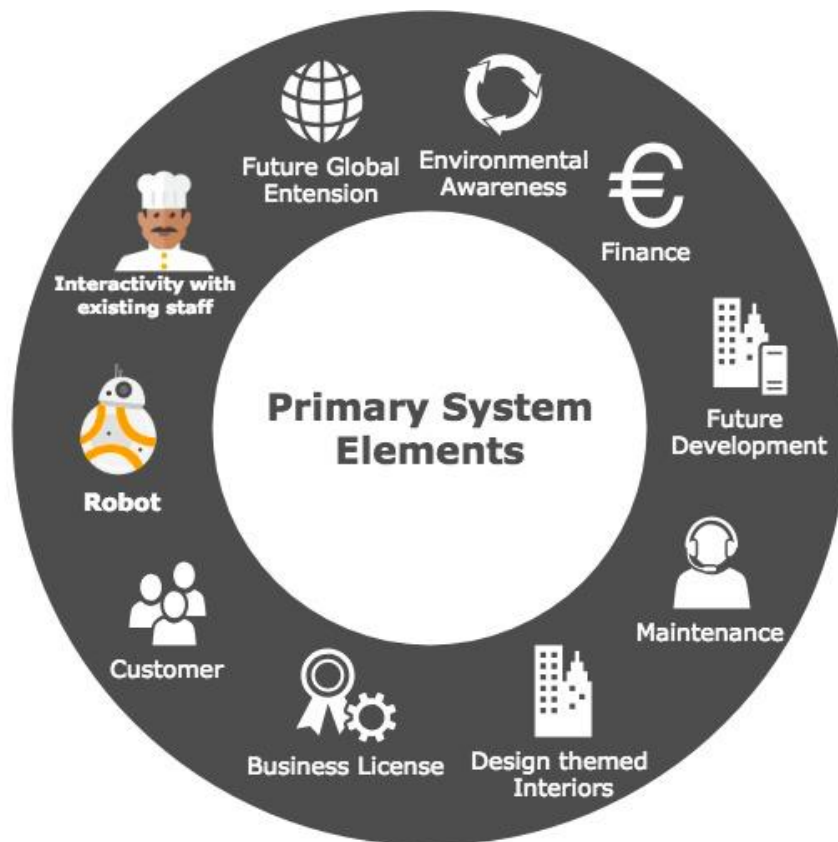 Primary System
Elements
Future Global
Entension
Environmental
Awareness
€
Finance
Future
Development
Maintenance
Design themed
Interiors
Business License
Customer
Robot
Interactivity with
existing staff